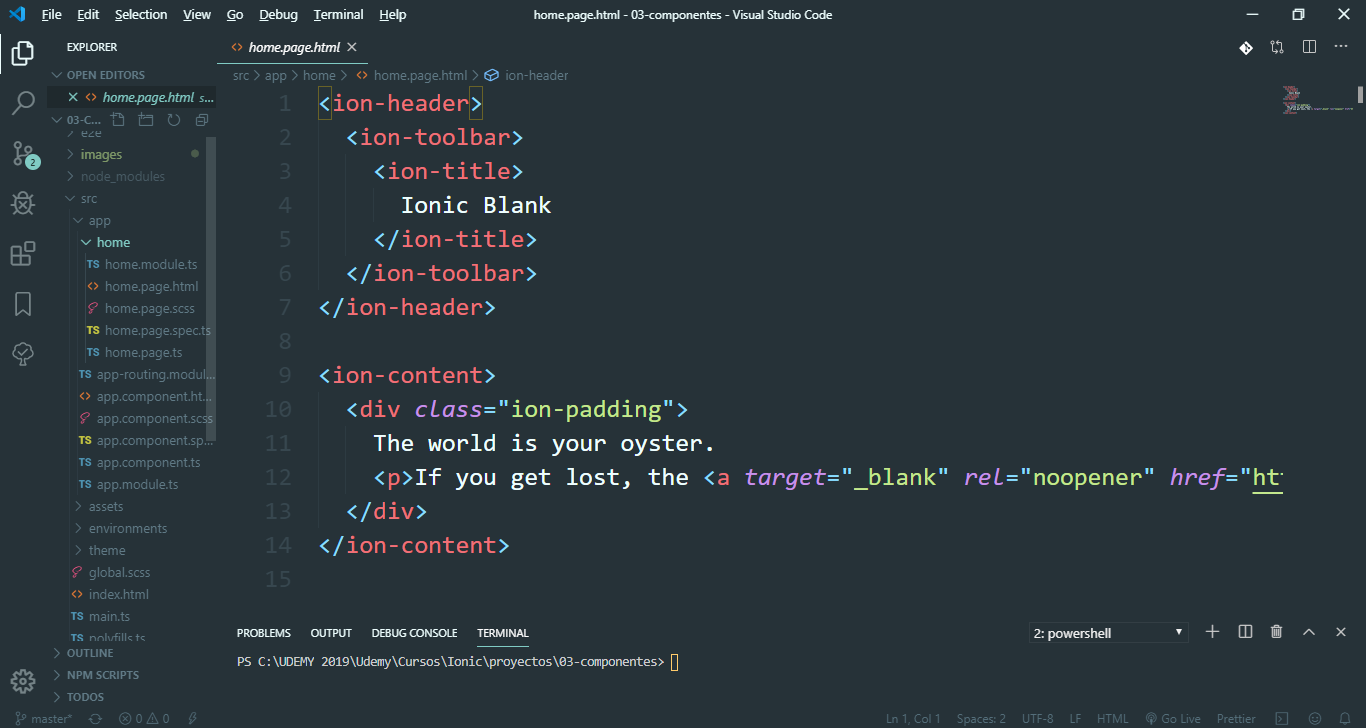 File Edit Selection View Go Debug Terminal Help home.page.html - 03-componentes - Visual Studio Code
EXPLORER
OPEN EDITORS
home.page.html s...
03-C...
e2e
images
node_modules
src
app
home
TS home.module.ts
home.page.html
home.page.scss
TS home.page.spec.ts
TS home.page.ts
TS app-routing.modul...
app.component.ht...
app.component.scss
TS app.component.sp...
TS app.component.ts
TS app.module.ts
assets
environments
theme
global.scss
index.html
TS main.ts
TS polyfills.ts
OUTLINE
NPM SCRIPTS
TODOS
2
home.page.html
src > app > home > home.page.html > ion-header
1 <ion-header>
2 <ion-toolbar>
3 <ion-title>
4 Ionic Blank
5 </ion-title>
6 </ion-toolbar>
7 </ion-header>
8
9 <ion-content>
10 <div class="ion-padding">
11 The world is your oyster.
12 <p>If you get lost, the <a target="_blank" rel="noopener" href="ht
13 </div>
14 </ion-content>
15
PROBLEMS OUTPUT DEBUG CONSOLE TERMINAL 2: powershell
PS C:\UDEMY 2019\Udemy\Cursos\Ionic\proyectos\03-componentes>
master* 0 0 Ln 1, Col 1 Spaces: 2 UTF-8 LF HTML Go Live Prettier